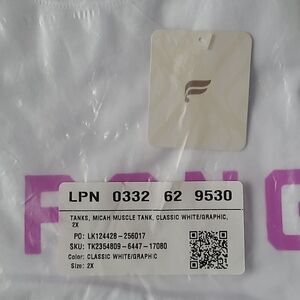 LPN 0332 62 9530
TANKS, MICAH MUSCLE TANK, CLASSIC WHITE/GRAPHIC,
2X
PO: LK124428-256017
SKU: TK2354809-6447-17080
Color: CLASSIC WHITE/GRAPHIC
Size: 2X